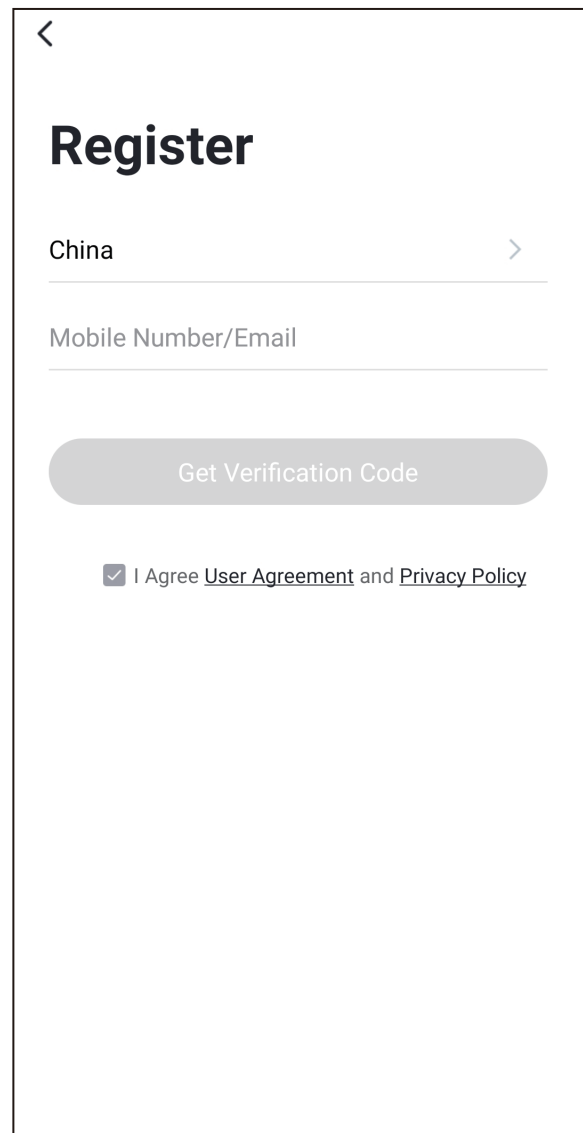 Register
China
Mobile Number/Email
Get Verification Code
I Agree User Agreement and Privacy Policy